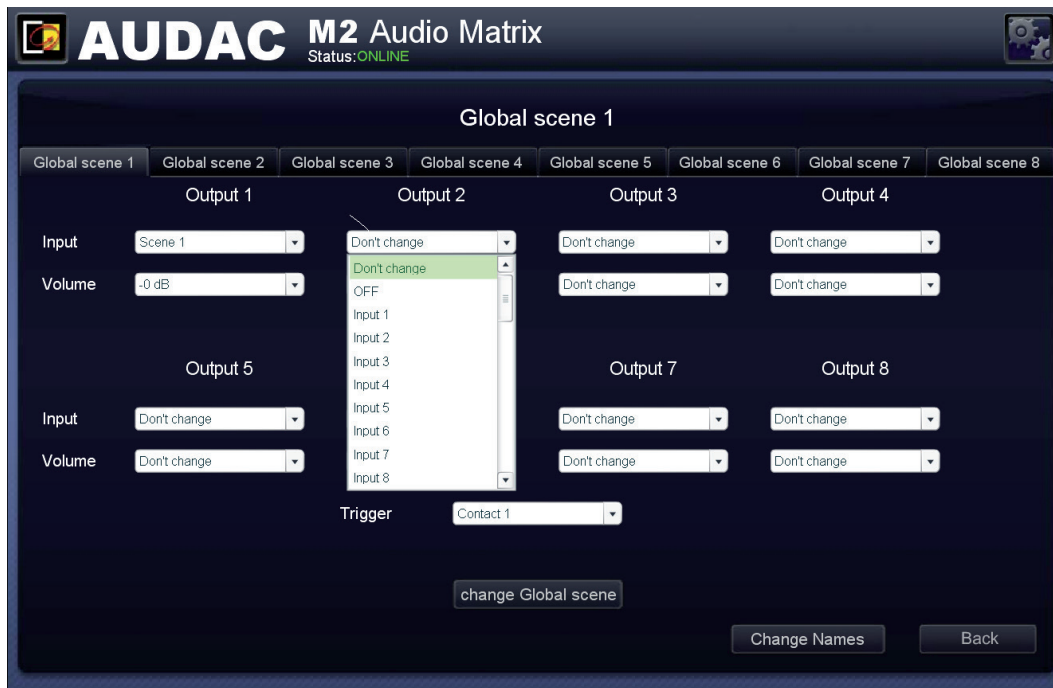 AUDAC M2 Audio Matrix
Status:ONLINE
Global scene 1
Global scene 1 Global scene 2 Global scene 3 Global scene 4 Global scene 5 Global scene 6 Global scene 7 Global scene 8
Output 1 Output 2 Output 3 Output 4
Input Scene 1 Don't change Don't change Don't change
Volume -0 dB Don't change Don't change
Don't change
OFF
Input 1
Input 2
Input 3
Input 4
Input 5
Input 6
Input 7
Input 8
Output 5 Output 7 Output 8
Input Don't change Don't change Don't change
Volume Don't change Don't change Don't change
Trigger Contact 1
change Global scene
Change Names Back